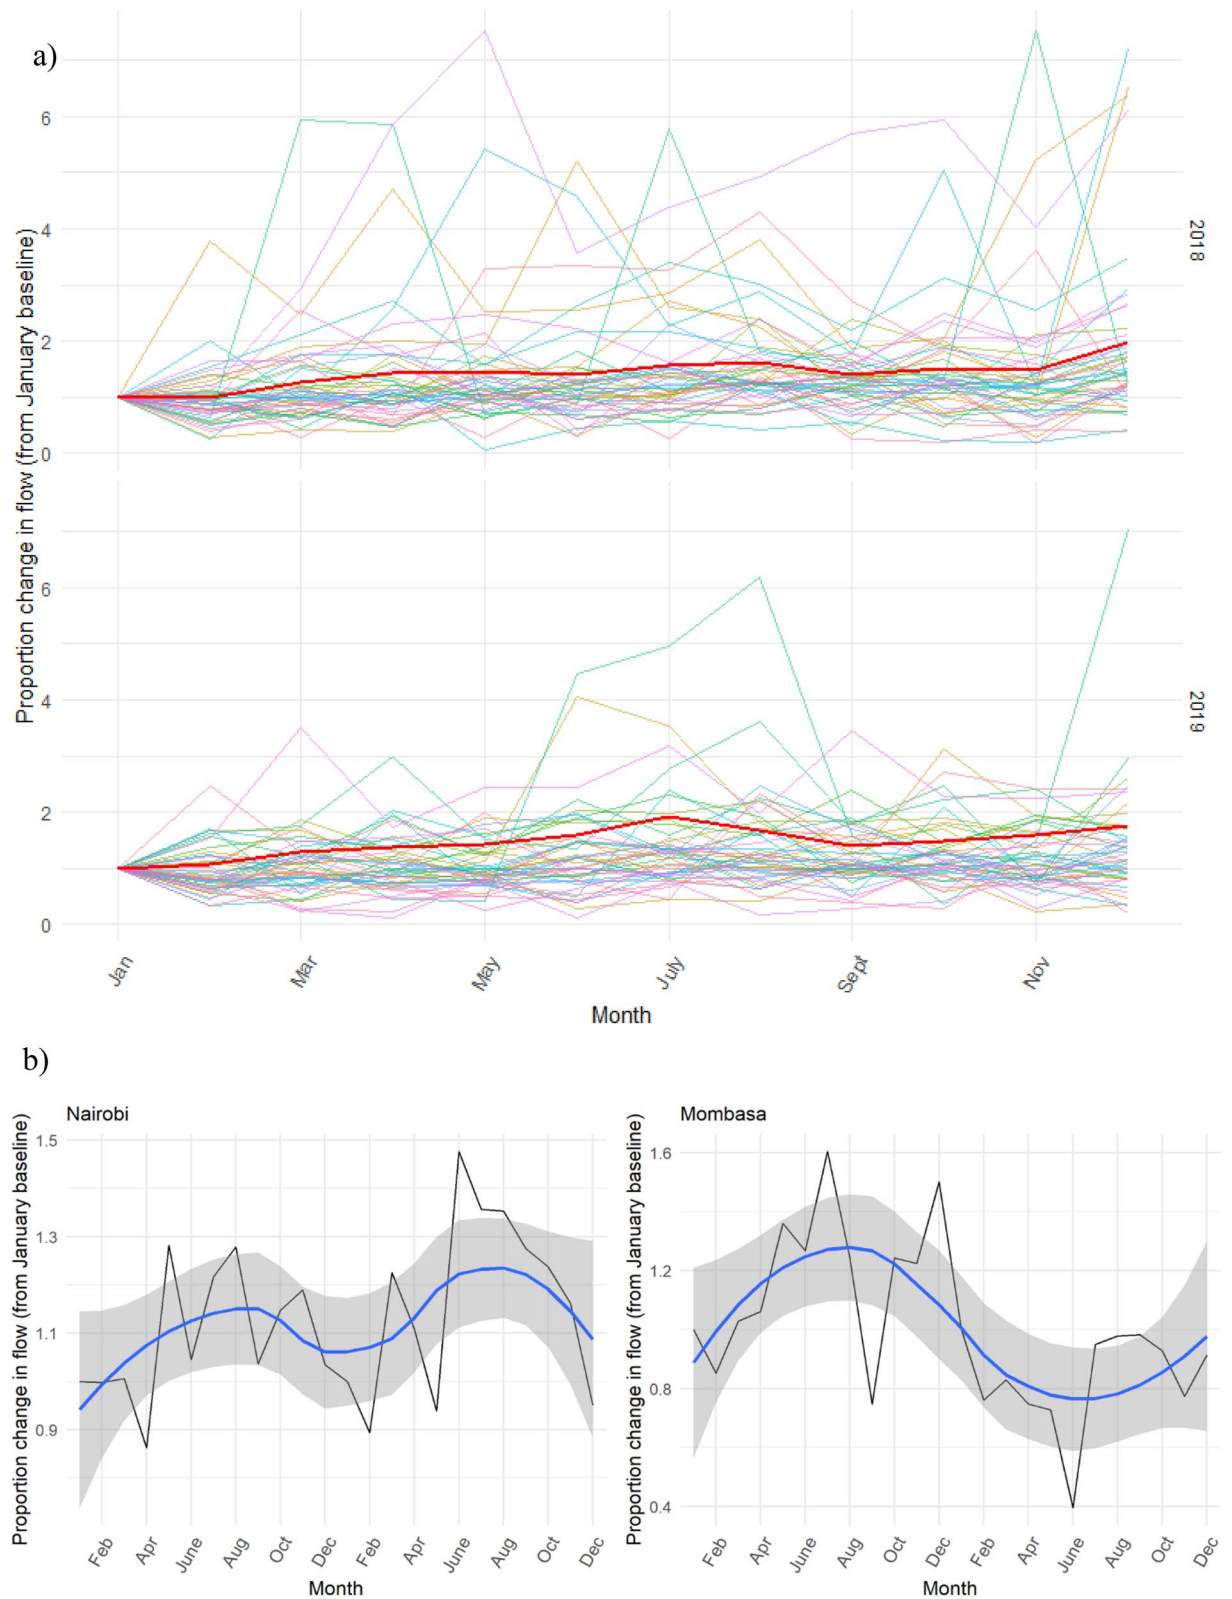 a)
Proportion change in flow (from January baseline)
6
4
2
0
2018
6
4
2
0
2019
Jan
Mar
May
July
Sept
Nov
Month
b)
Nairobi
Proportion change in flow (from January baseline)
1.5
1.3
1.1
0.9
Feb
Apr
June
Aug
Oct
Dec
Feb
Apr
June
Aug
Oct
Dec
Month
Mombasa
Proportion change in flow (from January baseline)
1.6
1.2
0.8
0.4
Feb
Apr
June
Aug
Oct
Dec
Feb
Apr
June
Aug
Oct
Dec
Month